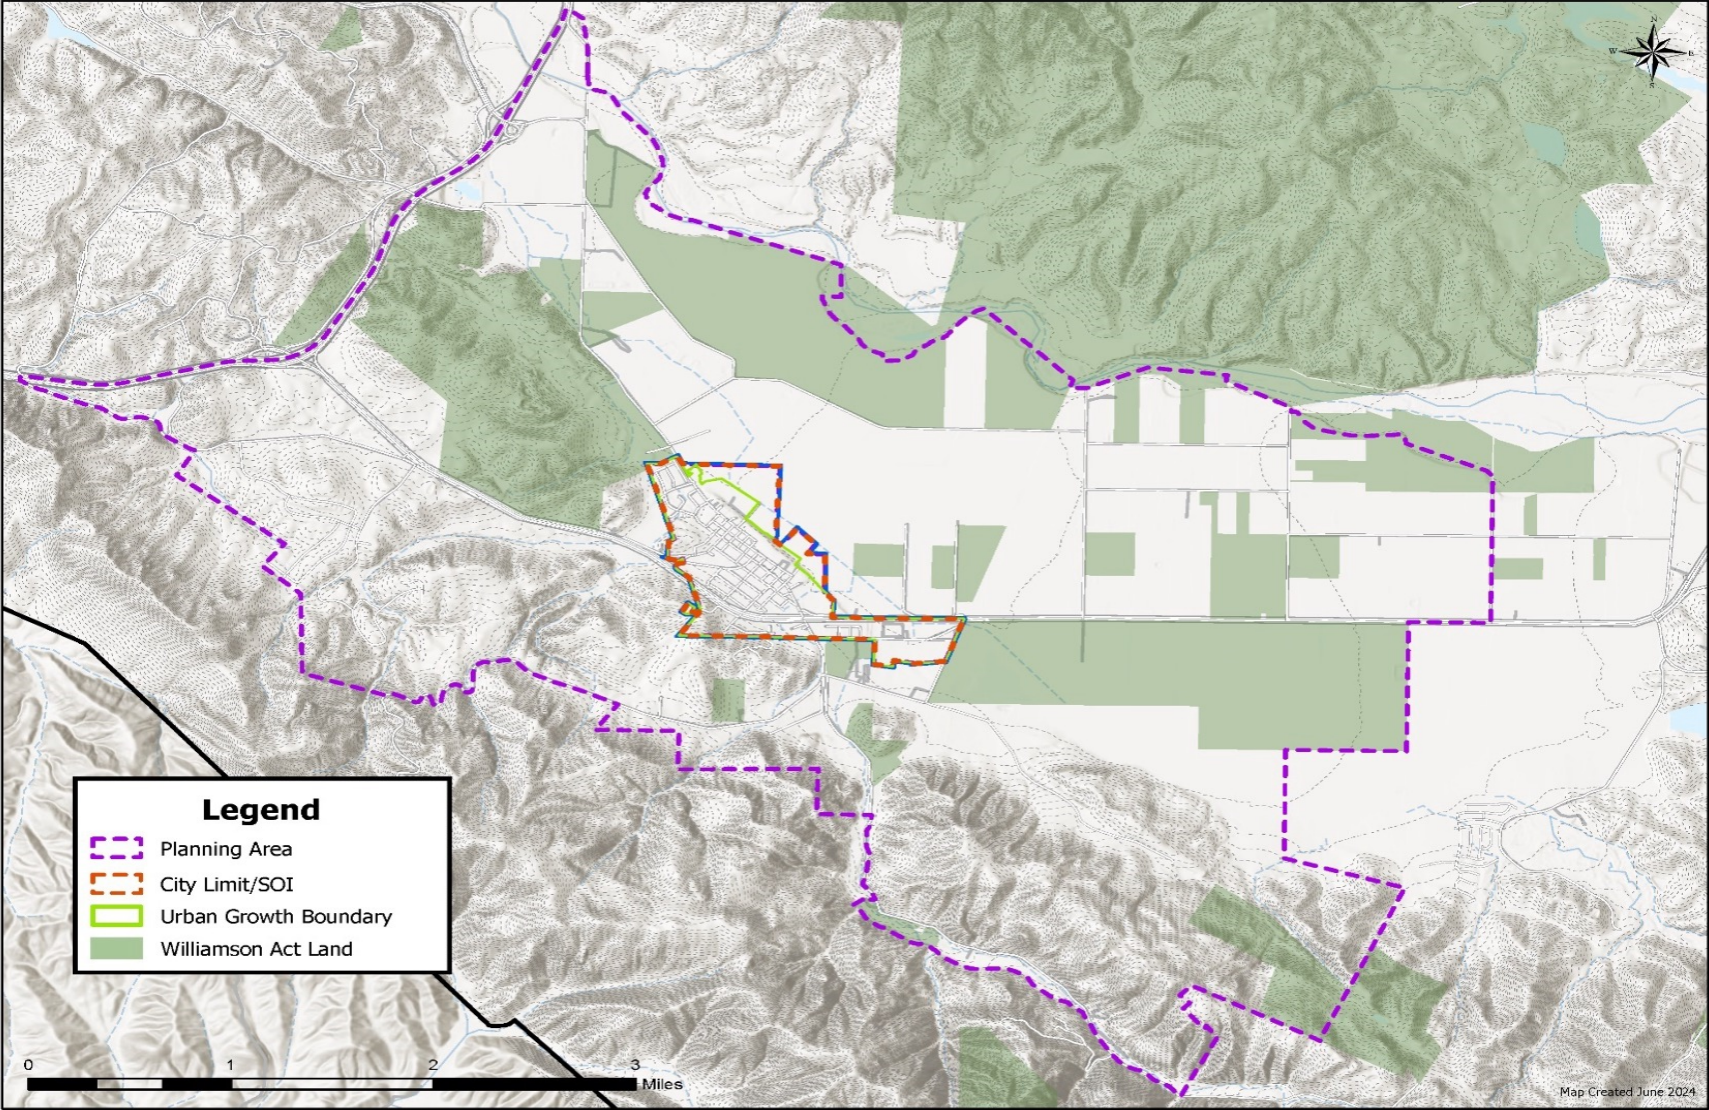 N
W
E
S
Legend
Planning Area
City Limit/SOI
Urban Growth Boundary
Williamson Act Land
0 1 2 3
Miles
Map Created June 2024